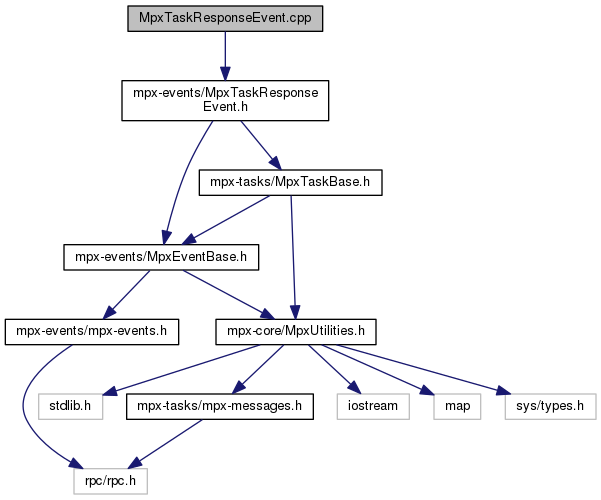 MpxTaskResponseEvent.cpp
mpx-events/MpxTaskResponse
Event.h
mpx-tasks/MpxTaskBase.h
mpx-events/MpxEventBase.h
mpx-events/mpx-events.h
mpx-core/MpxUtilities.h
stdlib.h
mpx-tasks/mpx-messages.h
iostream
map
sys/types.h
rpc/rpc.h